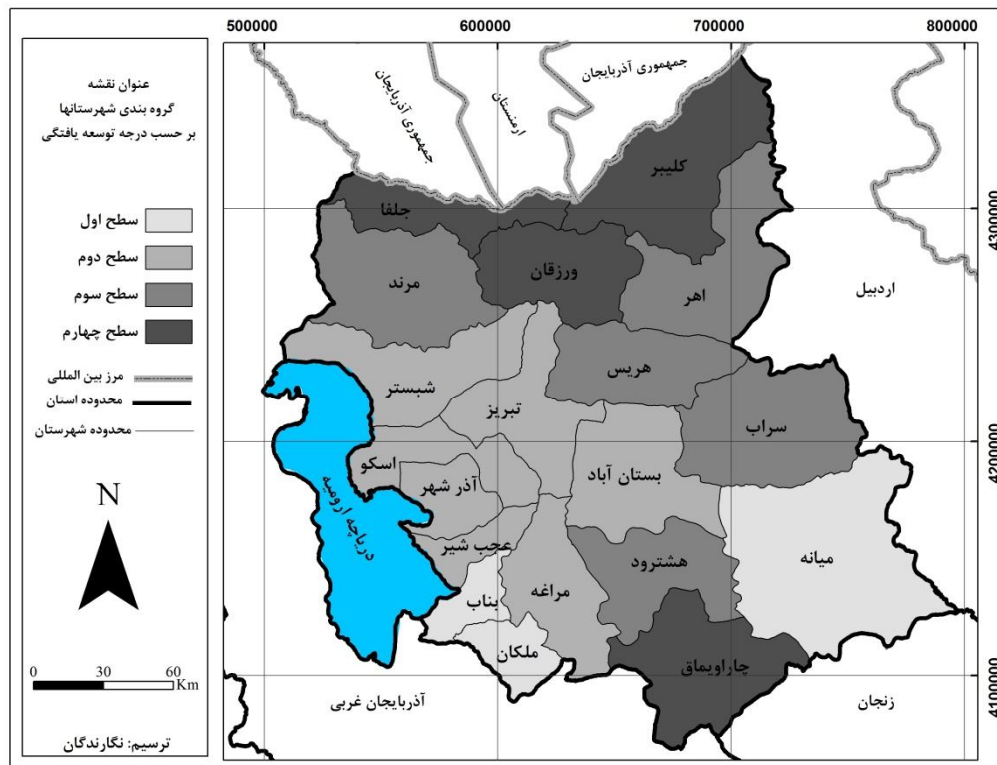 500000
600000
700000
800000
عنوان نقشه
گروه بندی شهرستانها
بر حسب درجه توسعه یافتگی
سطح اول
سطح دوم
سطح سوم
سطح چهارم
مرز بین المللی
محدوده استان
محدوده شهرستان
N
0 30 60
Km
ترسیم: نگارندگان
جمهوری آذربایجان
ارمنستان
جمهوری آذربایجان
کلیبر
جلفا
ورزقان
مرند
اهر
اردبیل
هریس
شبستر
تبریز
سراب
اسکو
آذر شهر
بستان آباد
دریاچه ارومیه
عجب شیر
هشترود
میانه
بناب
مراغه
ملکان
چاراویماق
آذربایجان غربی
زنجان
4300000
4200000
4100000